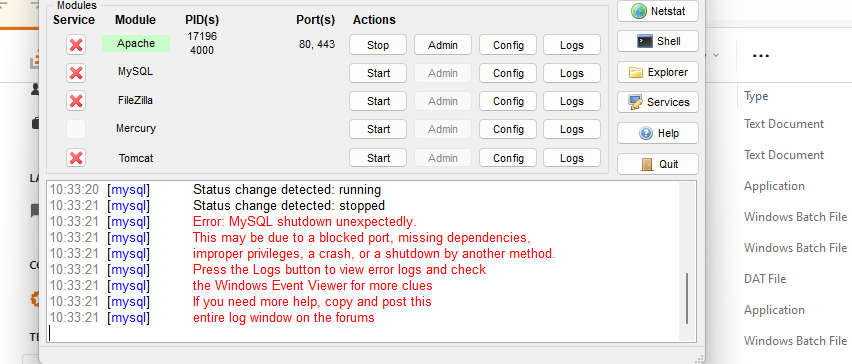 Modules
Service Module PID(s) Port(s) Actions
Apache 17196 4000 80, 443 Stop Admin Config Logs
MySQL Start Admin Config Logs
FileZilla Start Admin Config Logs
Mercury Start Admin Config Logs
Tomcat Start Admin Config Logs
Netstat
Shell
Explorer
Services
Help
Quit
10:33:20 [mysql] Status change detected: running
10:33:21 [mysql] Status change detected: stopped
10:33:21 [mysql] Error: MySQL shutdown unexpectedly.
10:33:21 [mysql] This may be due to a blocked port, missing dependencies,
10:33:21 [mysql] improper privileges, a crash, or a shutdown by another method.
10:33:21 [mysql] Press the Logs button to view error logs and check
10:33:21 [mysql] the Windows Event Viewer for more clues
10:33:21 [mysql] If you need more help, copy and post this
10:33:21 [mysql] entire log window on the forums
Type
Text Document
Text Document
Application
Windows Batch File
Windows Batch File
DAT File
Application
Windows Batch File
LA
CO
TE